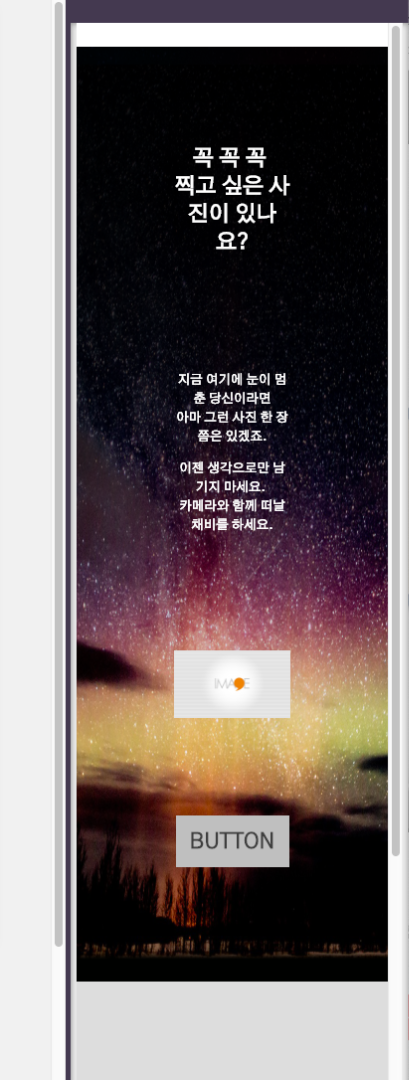 꼭 꼭 꼭
찍고 싶은 사
진이 있나
요?
지금 여기에 눈이 멈
춘 당신이라면
아마 그런 사진 한 장
쯤은 있겠죠.
이젠 생각으로만 남
기지 마세요.
카메라와 함께 떠날
채비를 하세요.
IMAGE
BUTTON